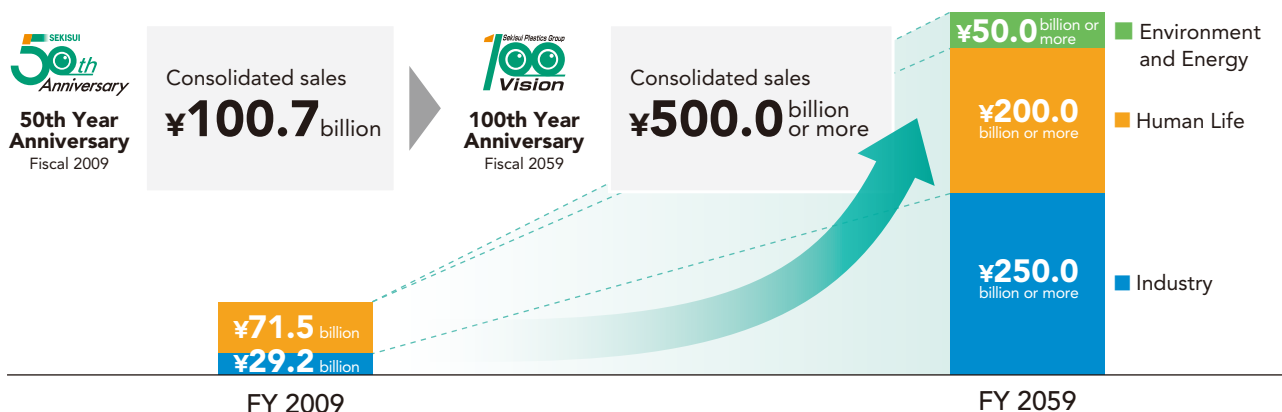 SEKISUI
50th
Anniversary
50th Year
Anniversary
Fiscal 2009
Consolidated sales
¥100.7 billion
Sekisui Plastics Group
100
Vision
100th Year
Anniversary
Fiscal 2059
Consolidated sales
¥500.0 billion
or more
¥50.0 billion or
more
Environment
and Energy
¥200.0
billion or more
Human Life
¥250.0
billion or more
Industry
¥71.5 billion
¥29.2 billion
FY 2009
FY 2059